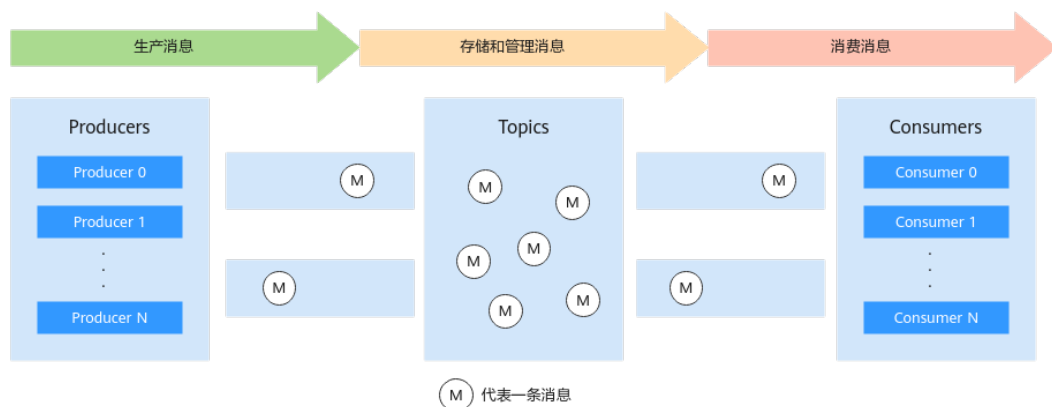 生产消息
存储和管理消息
消费消息
Producers
Producer 0
Producer 1
.
.
.
Producer N
M
M
Topics
M
M
M
M
M
M
M
M
Consumers
Consumer 0
Consumer 1
.
.
.
Consumer N
M 代表一条消息